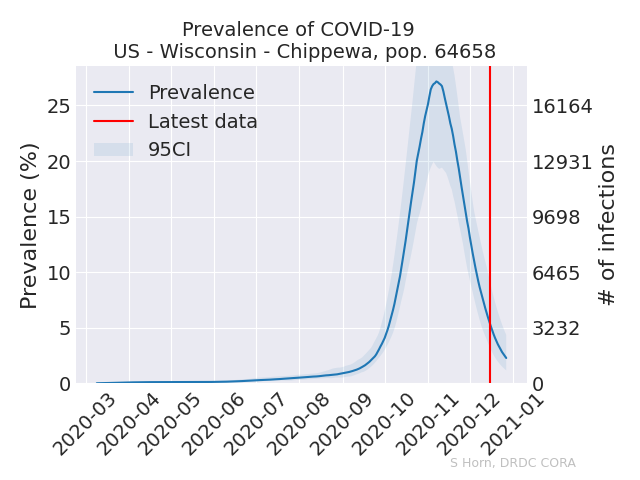 Prevalence of COVID-19
US - Wisconsin - Chippewa, pop. 64658
Prevalence
Latest data
95CI
Prevalence (%)
25
20
15
10
5
0
16164
12931
9698
6465
3232
0
# of infections
2020-03
2020-04
2020-05
2020-06
2020-07
2020-08
2020-09
2020-10
2020-11
2020-12
2021-01
S Horn, DRDC CORA